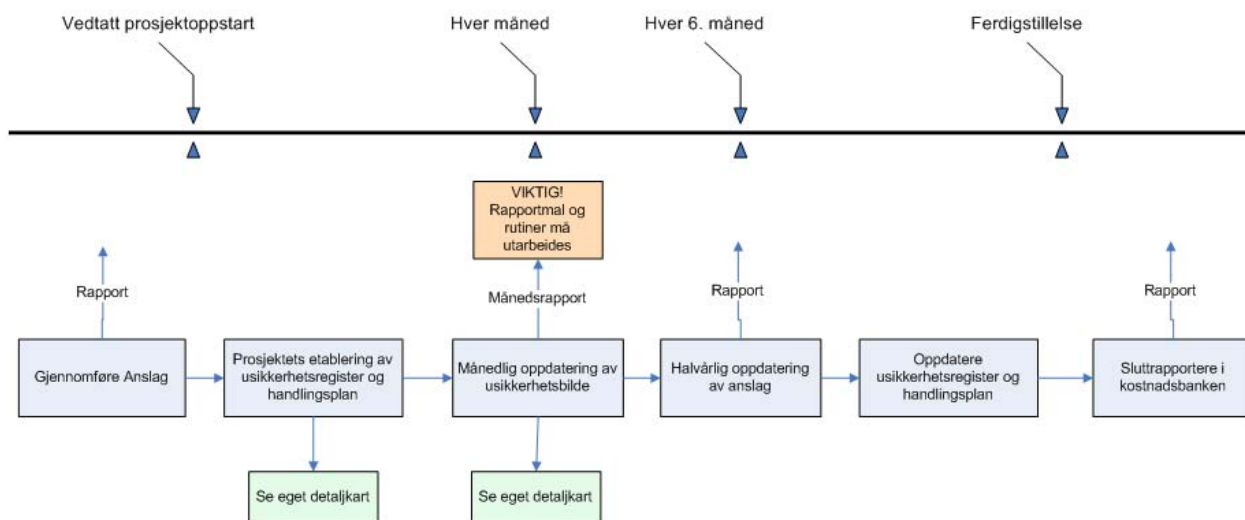 Vedtatt prosjektoppstart
Hver måned
Hver 6. måned
Ferdigstillelse
VIKTIG!
Rapportmal og
rutiner må
utarbeides
Rapport
Månedsrapport
Rapport
Rapport
Gjennomføre Anslag
Prosjektets etablering av
usikkerhetsregister og
handlingsplan
Månedlig oppdatering av
usikkerhetsbilde
Halvårlig oppdatering
av anslag
Oppdatere
usikkerhetsregister og
handlingsplan
Sluttrapportere i
kostnadsbanken
Se eget detaljkart
Se eget detaljkart